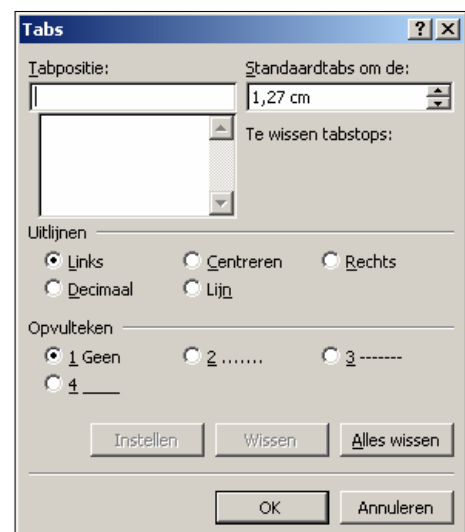 Tabs
Tabpositie: Standaardtabs om de:
1,27 cm
Te wissen tabstops:
Uitlijnen
Links Centreren Rechts
Decimaal Lijn
Opvulteken
1 Geen 2 ....... 3 -------
4 ____
Instellen Wissen Alles wissen
OK Annuleren